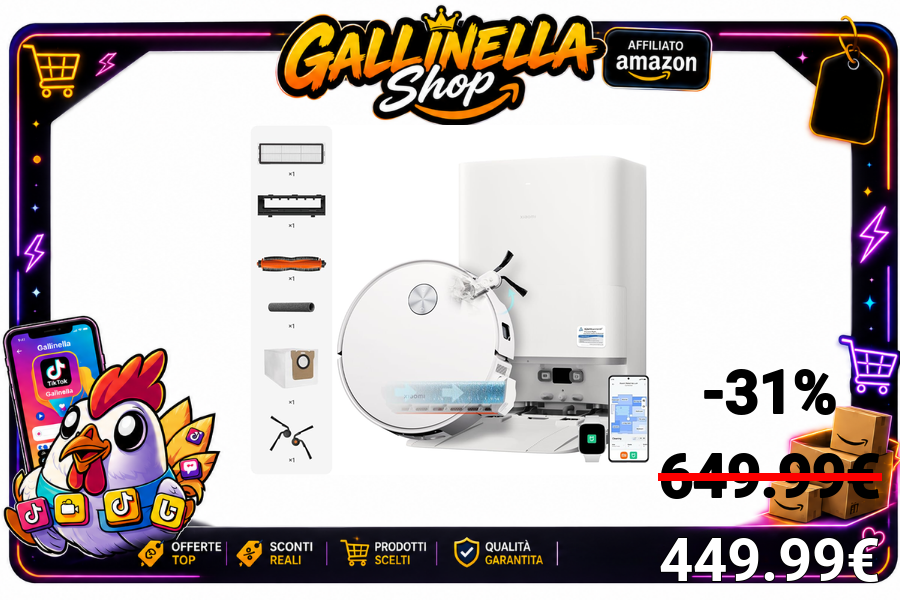 GALLINELLA
Shop
AFFILIATO
amazon
×1
×1
×1
×1
×1
×1
xiaomi
Gallinella
TikTok
Gallinella
-31%
649.99€
449.99€
OFFERTE
TOP
SCONTI
REALI
PRODOTTI
SCELTI
QUALITÀ
GARANTITA